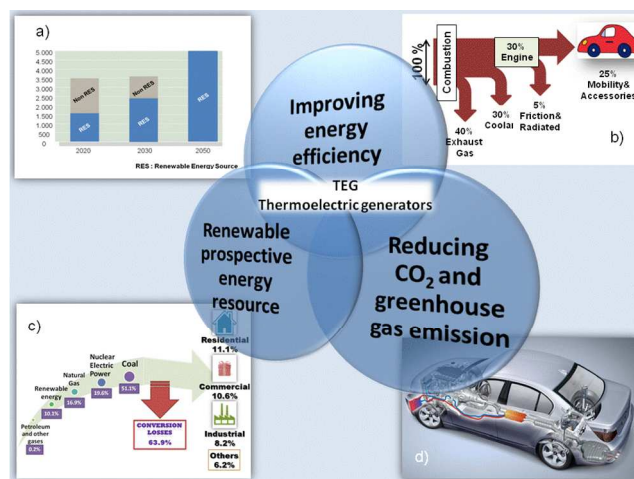 a)
5.000
4.500
4.000
3.500
3.000
2.500
2.000
1.500
1.000
500
0
Non RES
RES
Non RES
RES
RES
2020
2030
2050
RES : Renewable Energy Source
100 %
Combustion
30%
Engine
40%
Exhaust
Gas
30%
Coolar
5%
Friction&
Radiated
25%
Mobility&
Accessories
b)
Improving
energy
efficiency
TEG
Thermoelectric generators
Renewable
prospective
energy
resource
Reducing
CO₂ and
greenhouse
gas emission
c)
Petroleum
and other
gases
0.2%
Renewable
energy
10.1%
Natural
Gas
16.9%
Nuclear
Electric
Power
19.6%
Coal
51.1%
CONVERSION
LOSSES
63.9%
Residential
11.1%
Commercial
10.6%
Industrial
8.2%
Others
6.2%
d)